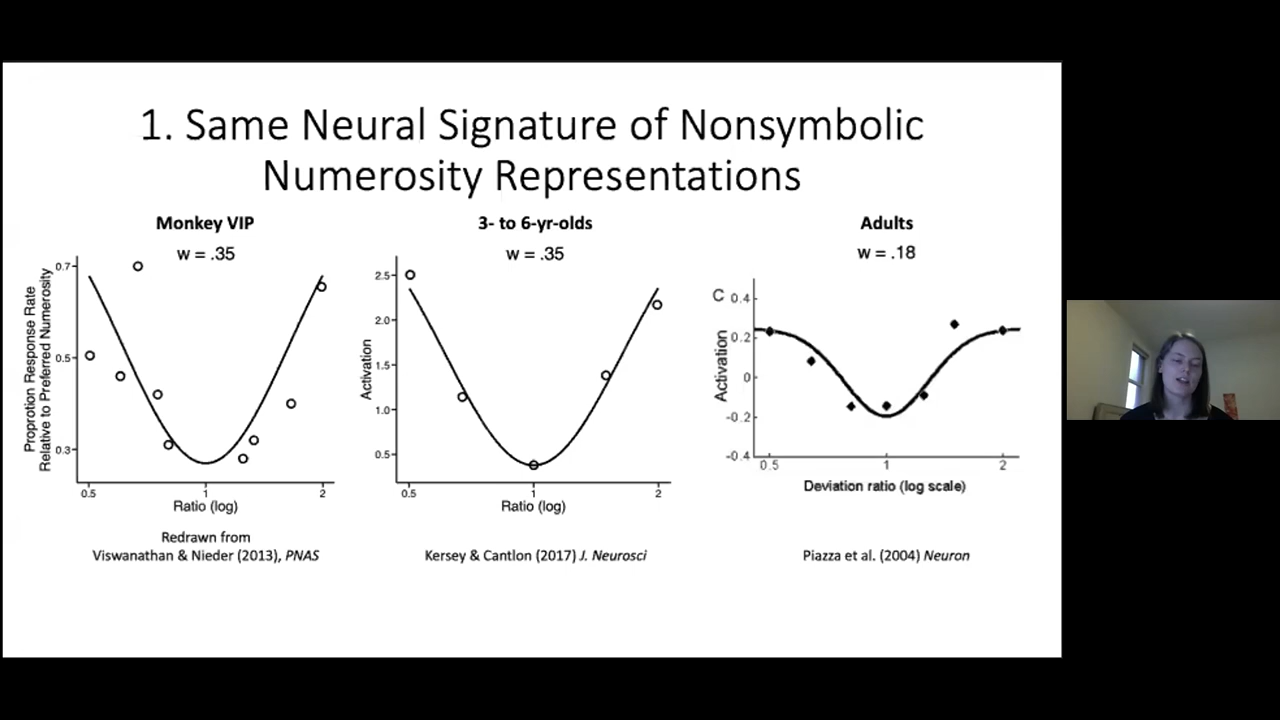 1. Same Neural Signature of Nonsymbolic
Numerosity Representations
Monkey VIP
w = .35
Proprotion Response Rate
Relative to Preferred Numerosity
0.7
0.5
0.3
0.5
1
2
Ratio (log)
Redrawn from
Viswanathan & Nieder (2013), PNAS
3- to 6-yr-olds
w = .35
Activation
2.5
2.0
1.5
1.0
0.5
0.5
1
2
Ratio (log)
Kersey & Cantlon (2017) J. Neurosci
Adults
w = .18
C
Activation
0.4
0.2
0
-0.2
-0.4
0.5
1
2
Deviation ratio (log scale)
Piazza et al. (2004) Neuron